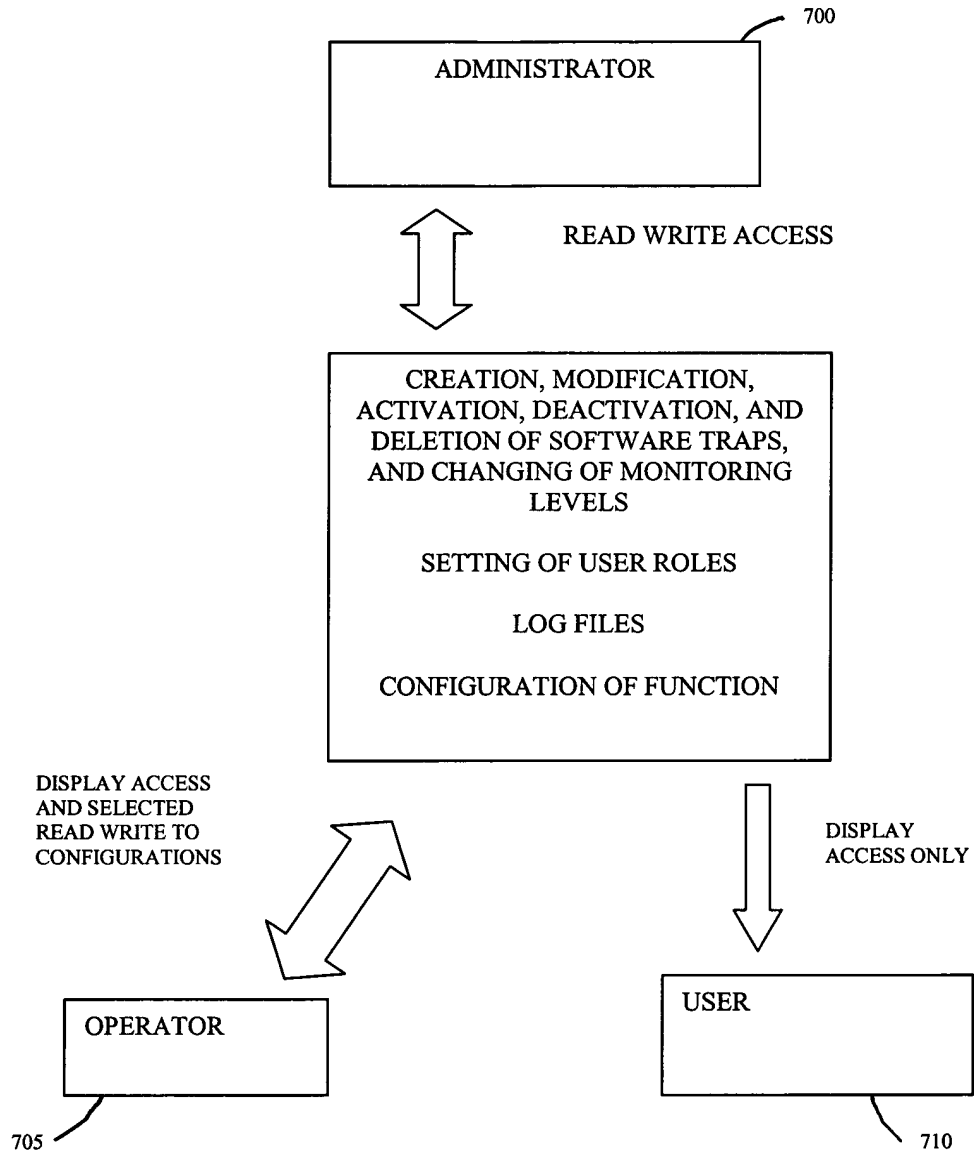 700
ADMINISTRATOR
READ WRITE ACCESS
CREATION, MODIFICATION,
ACTIVATION, DEACTIVATION, AND
DELETION OF SOFTWARE TRAPS,
AND CHANGING OF MONITORING
LEVELS
SETTING OF USER ROLES
LOG FILES
CONFIGURATION OF FUNCTION
DISPLAY ACCESS
AND SELECTED
READ WRITE TO
CONFIGURATIONS
DISPLAY
ACCESS ONLY
OPERATOR
USER
705
710